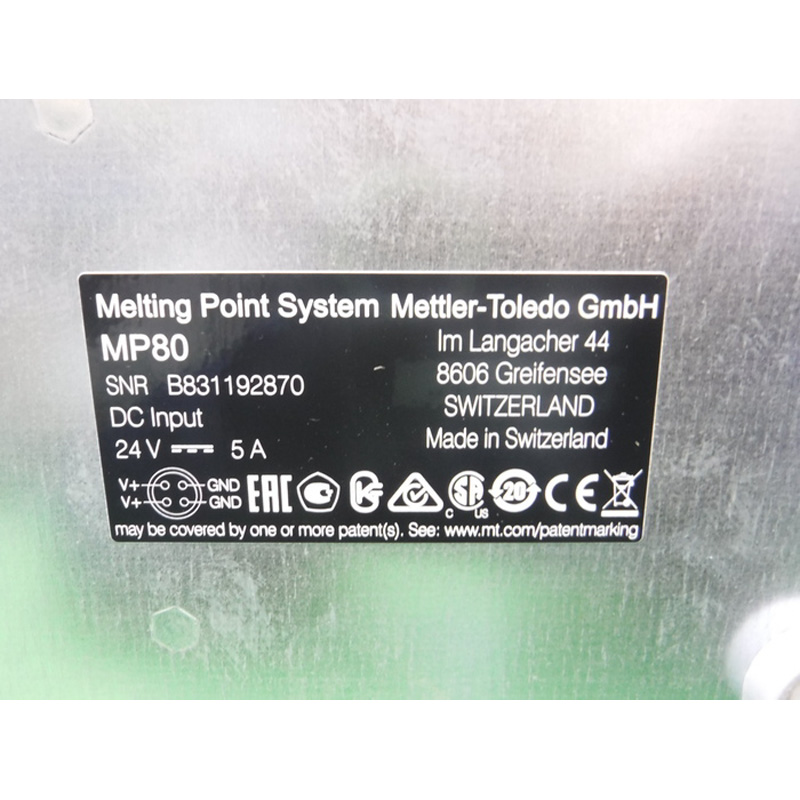 Melting Point System Mettler-Toledo GmbH
MP80
Im Langacher 44
SNR B831192870
8606 Greifensee
DC Input
SWITZERLAND
24 V 5 A
Made in Switzerland
V+ GND
V+ GND
EAC
C SA US
20
CE
may be covered by one or more patent(s). See: www.mt.com/patentmarking